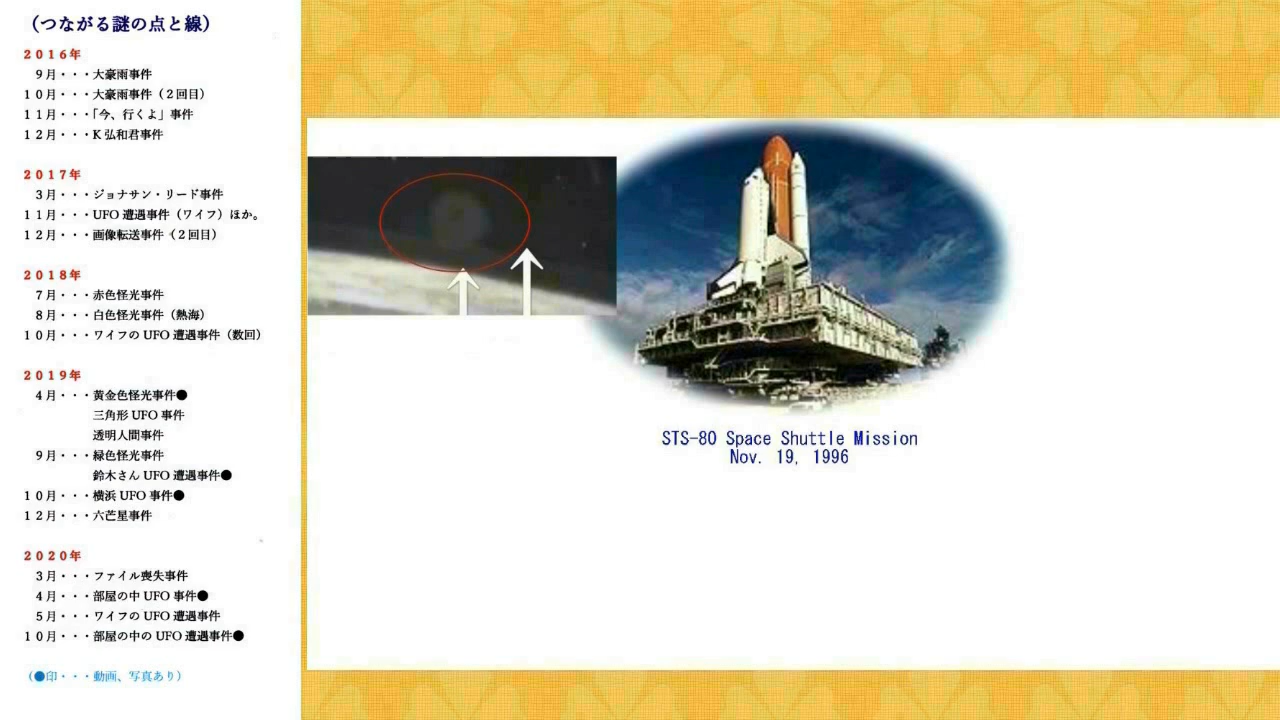 （つながる謎の点と線）
２０１６年
９月・・・大豪雨事件
１０月・・・大豪雨事件（２回目）
１１月・・・「今、行くよ」事件
１２月・・・K 弘和君事件
２０１７年
３月・・・ジョナサン・リード事件
１１月・・・UFO 遭遇事件（ワイフ）ほか。
１２月・・・画像転送事件（２回目）
２０１８年
７月・・・赤色怪光事件
８月・・・白色怪光事件（熱海）
１０月・・・ワイフの UFO 遭遇事件（数回）
２０１９年
４月・・・黄金色怪光事件●
三角形 UFO 事件
透明人間事件
９月・・・緑色怪光事件
鈴木さん UFO 遭遇事件●
１０月・・・横浜 UFO 事件●
１２月・・・六芒星事件
２０２０年
３月・・・ファイル喪失事件
４月・・・部屋の中 UFO 事件●
５月・・・ワイフの UFO 遭遇事件
１０月・・・部屋の中の UFO 遭遇事件●
（●印・・・動画、写真あり）
STS-80 Space Shuttle Mission
Nov. 19, 1996